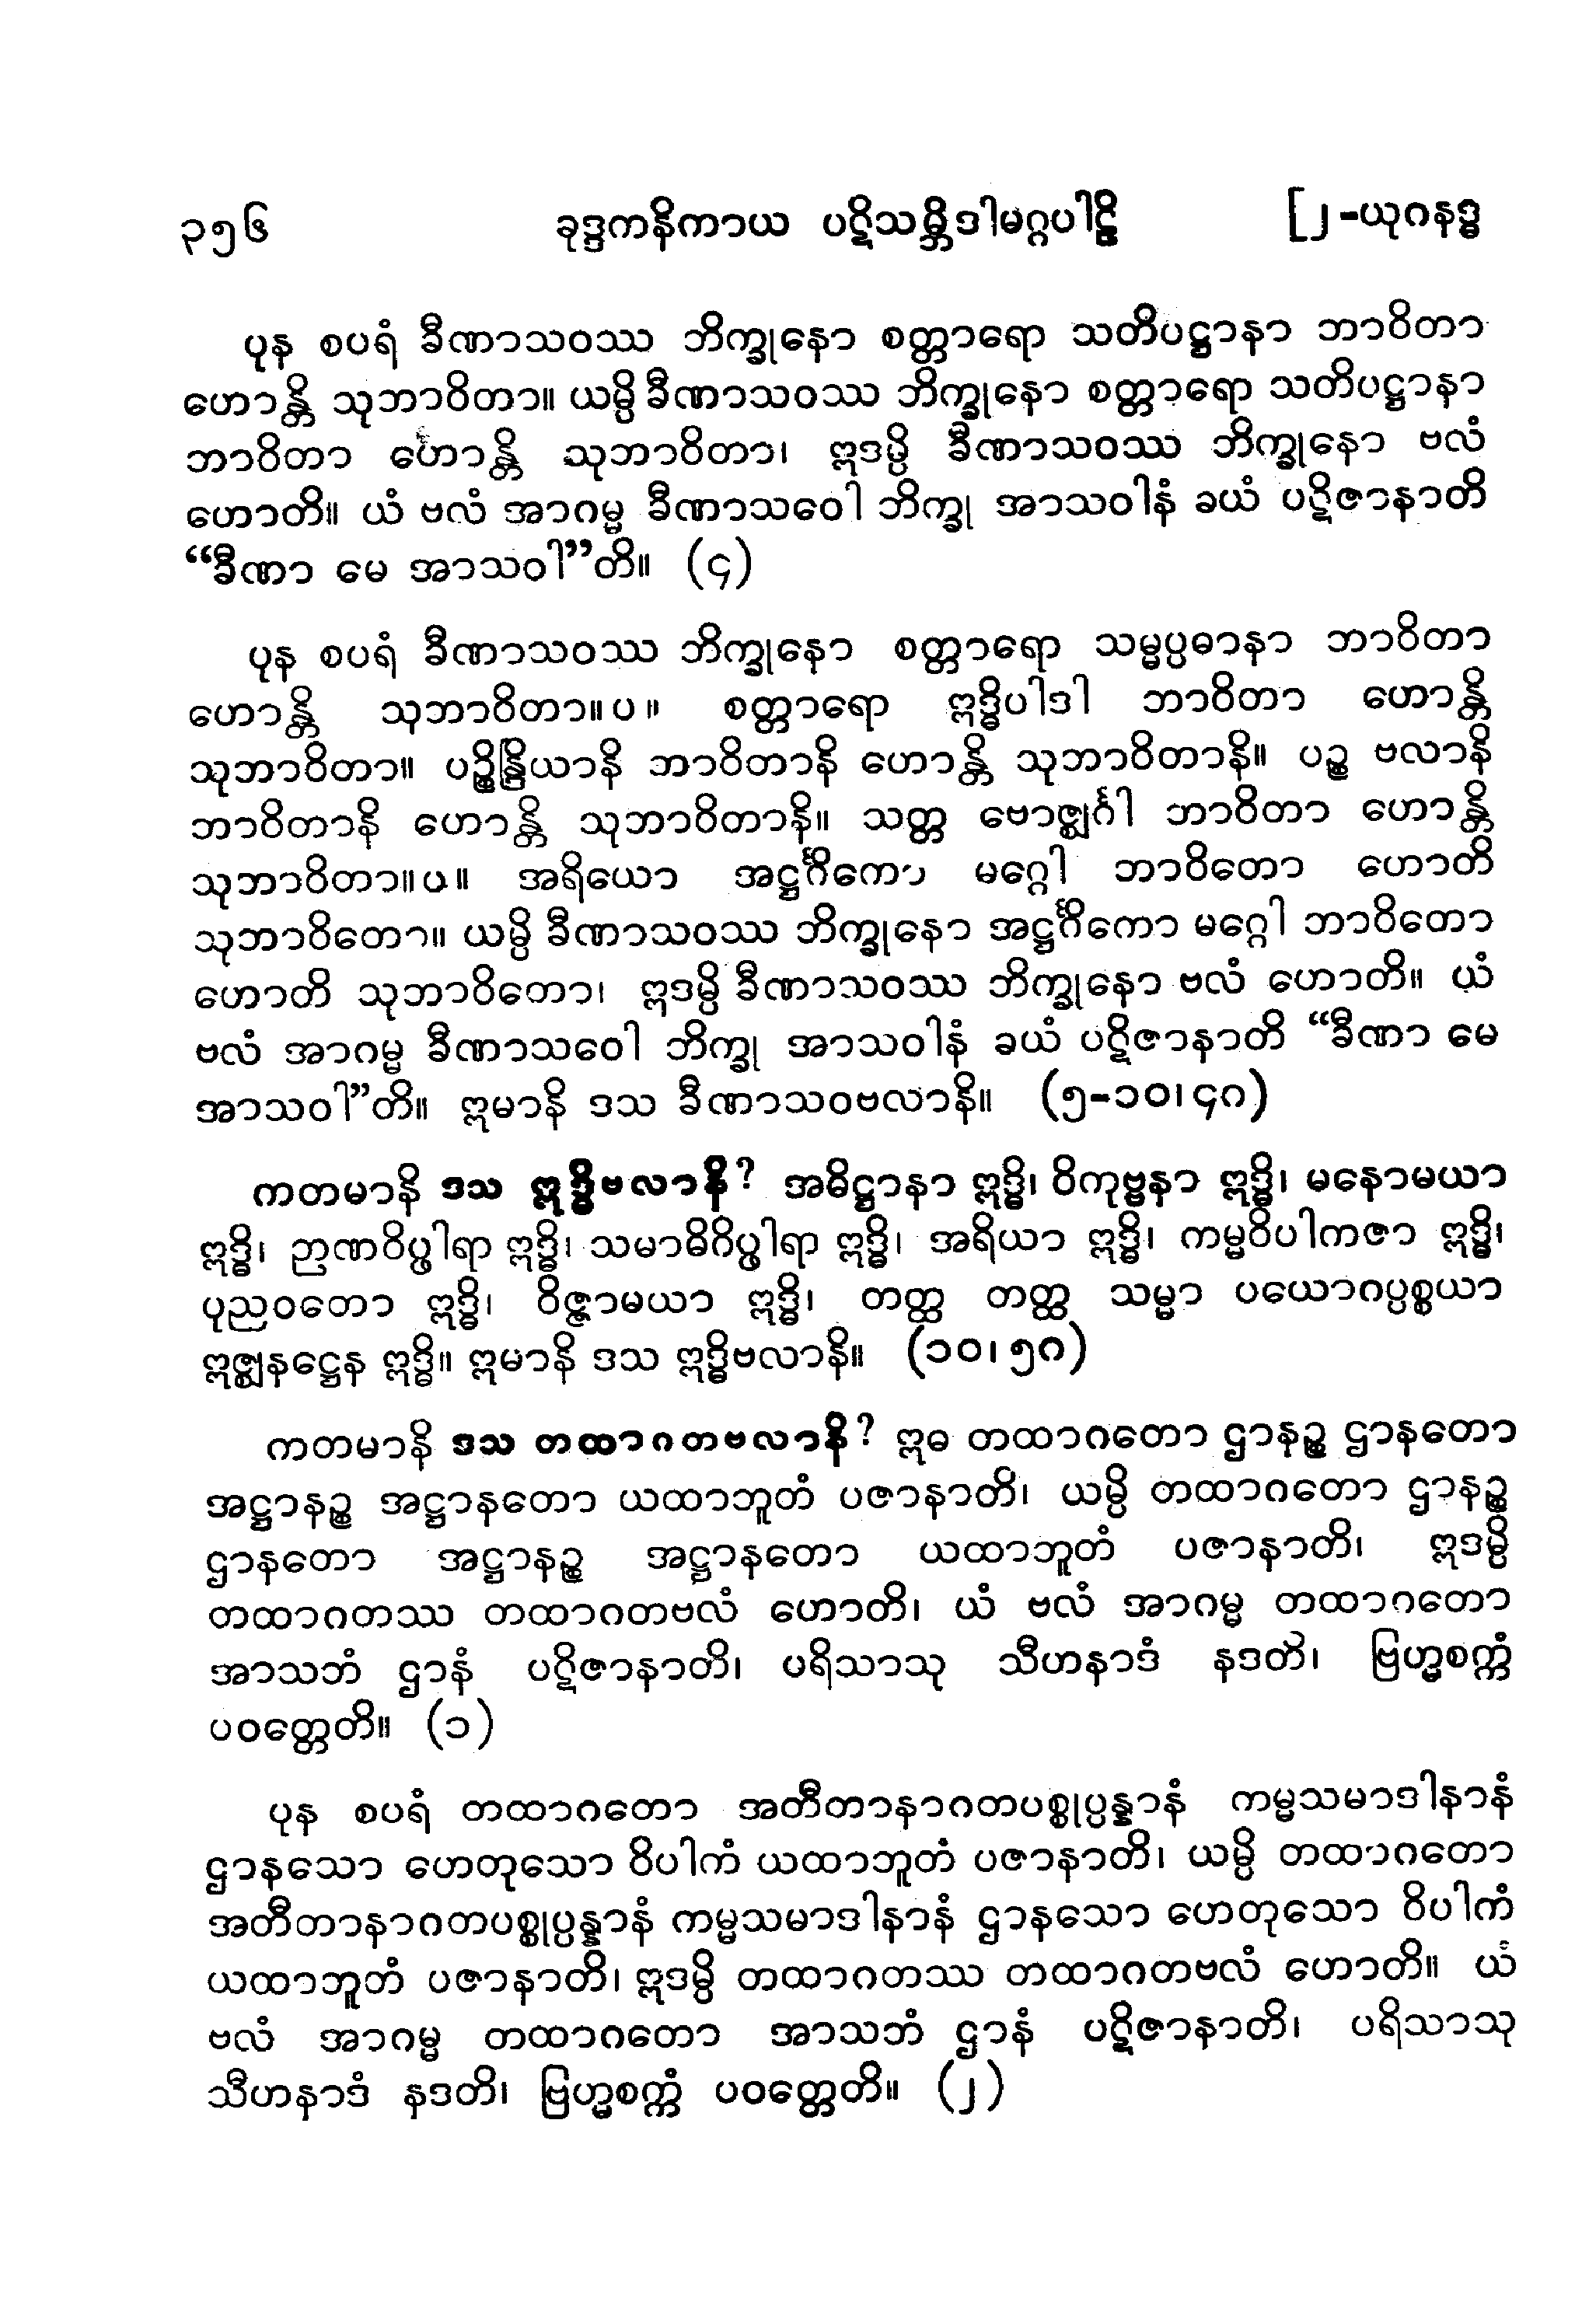 ၃၅၆ ခုဒ္ဒကနိကာယ ပဋိသမ္ဘိဒါမဂ္ဂပါဠိ [၂-ယုဂနဒ္ဓ
ပုန စပရံ ခီဏာသဝဿ ဘိက္ခုနော စတ္တာရော သတိပဋ္ဌာနာ ဘာဝိတာ
ဟောန္တိ သုဘာဝိတာ။ ယမ္ပိ ခီဏာသဝဿ ဘိက္ခုနော စတ္တာရော သတိပဋ္ဌာနာ
ဘာဝိတာ ဟောန္တိ သုဘာဝိတာ၊ ဣဒမ္ပိ ခီဏာသဝဿ ဘိက္ခုနော ဗလံ
ဟောတိ။ ယံ ဗလံ အာဂမ္မ ခီဏာသဝေါ ဘိက္ခု အာသဝါနံ ခယံ ပဋိဇာနာတိ
“ခီဏာ မေ အာသဝါ”တိ။ (၄)
ပုန စပရံ ခီဏာသဝဿ ဘိက္ခုနော စတ္တာရော သမ္မပ္ပဓာနာ ဘာဝိတာ
ဟောန္တိ သုဘာဝိတာ။ပ။ စတ္တာရော ဣဒ္ဓိပါဒါ ဘာဝိတာ ဟောန္တိ
သုဘာဝိတာ။ ပဉ္စိန္ဒြိယာနိ ဘာဝိတာနိ ဟောန္တိ သုဘာဝိတာနိ။ ပဉ္စ ဗလာနိ
ဘာဝိတာနိ ဟောန္တိ သုဘာဝိတာနိ။ သတ္တ ဗောဇ္ဈင်္ဂါ ဘာဝိတာ ဟောန္တိ
သုဘာဝိတာ။ပ။ အရိယော အဋ္ဌင်္ဂိကော မဂ္ဂေါ ဘာဝိတော ဟောတိ
သုဘာဝိတော။ ယမ္ပိ ခီဏာသဝဿ ဘိက္ခုနော အဋ္ဌင်္ဂိကော မဂ္ဂေါ ဘာဝိတော
ဟောတိ သုဘာဝိတော၊ ဣဒမ္ပိ ခီဏာသဝဿ ဘိက္ခုနော ဗလံ ဟောတိ။ ယံ
ဗလံ အာဂမ္မ ခီဏာသဝေါ ဘိက္ခု အာသဝါနံ ခယံ ပဋိဇာနာတိ “ခီဏာ မေ
အာသဝါ”တိ။ ဣမာနိ ဒသ ခီဏာသဝဗလာနိ။ (၅-၁၀၊၄ဂ)
ကတမာနိ ဒသ ဣဒ္ဓိဗလာနိ? အဓိဋ္ဌာနာ ဣဒ္ဓိ၊ ဝိကုဗ္ဗနာ ဣဒ္ဓိ၊ မနောမယာ
ဣဒ္ဓိ၊ ဉာဏဝိပ္ဖါရာ ဣဒ္ဓိ၊ သမာဓိဝိပ္ဖါရာ ဣဒ္ဓိ၊ အရိယာ ဣဒ္ဓိ၊ ကမ္မဝိပါကဇာ ဣဒ္ဓိ၊
ပုညဝတော ဣဒ္ဓိ၊ ဝိဇ္ဇာမယာ ဣဒ္ဓိ၊ တတ္ထ တတ္ထ သမ္မာ ပယောဂပ္ပစ္စယာ
ဣဇ္ဈနဋ္ဌေန ဣဒ္ဓိ။ ဣမာနိ ဒသ ဣဒ္ဓိဗလာနိ။ (၁၀၊၅ဂ)
ကတမာနိ ဒသ တထာဂတဗလာနိ? ဣဓ တထာဂတော ဌာနဉ္စ ဌာနတော
အဋ္ဌာနဉ္စ အဋ္ဌာနတော ယထာဘူတံ ပဇာနာတိ၊ ယမ္ပိ တထာဂတော ဌာနဉ္စ
ဌာနတော အဋ္ဌာနဉ္စ အဋ္ဌာနတော ယထာဘူတံ ပဇာနာတိ၊ ဣဒမ္ပိ
တထာဂတဿ တထာဂတဗလံ ဟောတိ၊ ယံ ဗလံ အာဂမ္မ တထာဂတော
အာသဘံ ဌာနံ ပဋိဇာနာတိ၊ ပရိသာသု သီဟနာဒံ နဒတိ၊ ဗြဟ္မစက္ကံ
ပဝတ္တေတိ။ (၁)
ပုန စပရံ တထာဂတော အတီတာနာဂတပစ္စုပ္ပန္နာနံ ကမ္မသမာဒါနာနံ
ဌာနသော ဟေတုသော ဝိပါကံ ယထာဘူတံ ပဇာနာတိ၊ ယမ္ပိ တထာဂတော
အတီတာနာဂတပစ္စုပ္ပန္နာနံ ကမ္မသမာဒါနာနံ ဌာနသော ဟေတုသော ဝိပါကံ
ယထာဘူတံ ပဇာနာတိ၊ ဣဒမ္ပိ တထာဂတဿ တထာဂတဗလံ ဟောတိ။ ယံ
ဗလံ အာဂမ္မ တထာဂတော အာသဘံ ဌာနံ ပဋိဇာနာတိ၊ ပရိသာသု
သီဟနာဒံ နဒတိ၊ ဗြဟ္မစက္ကံ ပဝတ္တေတိ။ (၂)